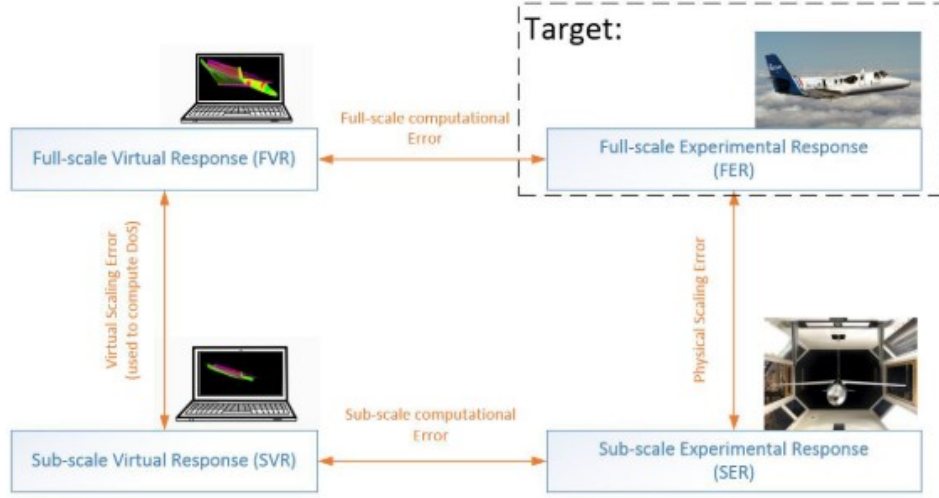 Target:
Full-scale Virtual Response (FVR)
Full-scale computational
Error
Full-scale Experimental Response
(FER)
Virtual Scaling Error
(used to compute DoS)
Physical Scaling Error
Sub-scale Virtual Response (SVR)
Sub-scale computational
Error
Sub-scale Experimental Response
(SER)